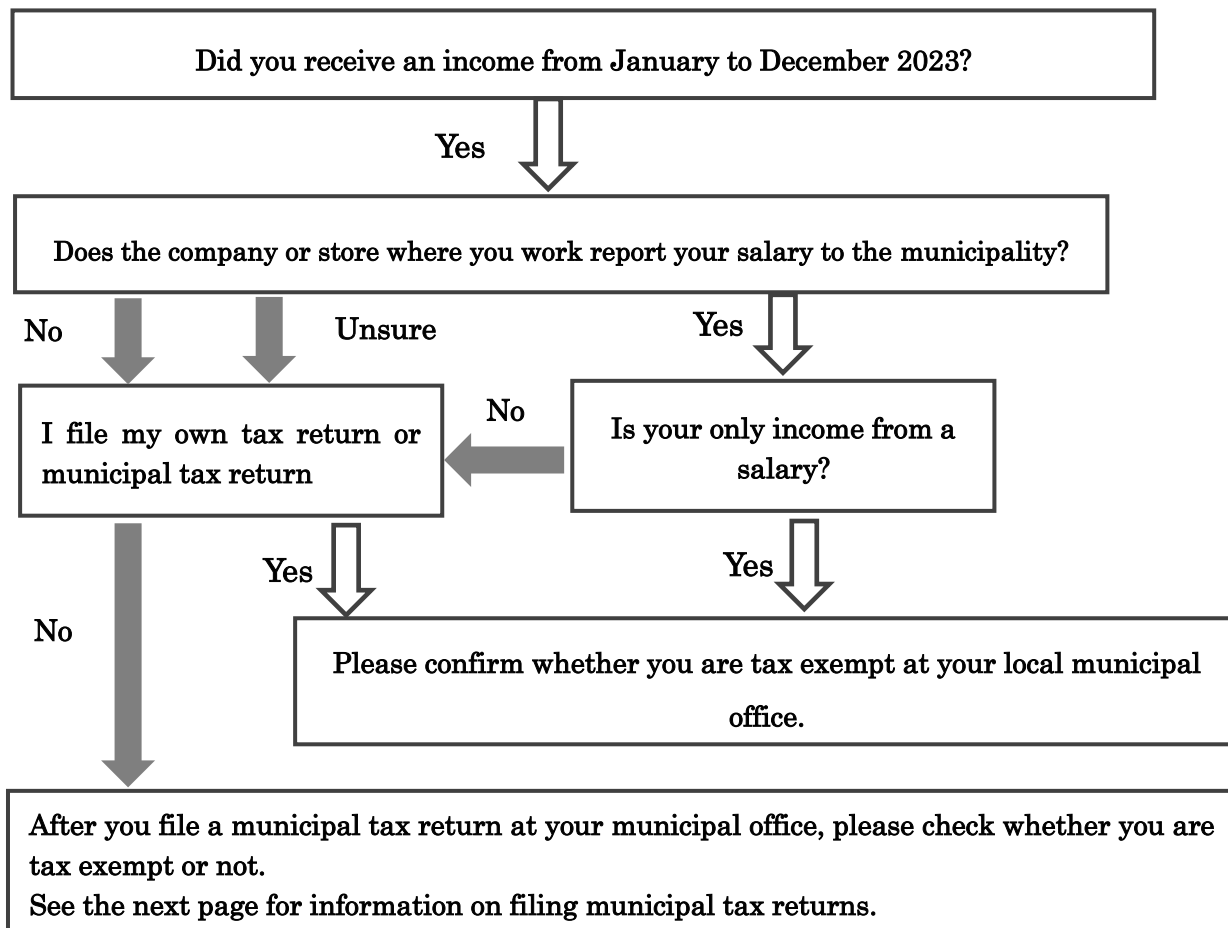 Did you receive an income from January to December 2023?
Yes
Does the company or store where you work report your salary to the municipality?
No
Unsure
Yes
I file my own tax return or
municipal tax return
No
Is your only income from a
salary?
Yes
Yes
No
Please confirm whether you are tax exempt at your local municipal
office.
After you file a municipal tax return at your municipal office, please check whether you are
tax exempt or not.
See the next page for information on filing municipal tax returns.